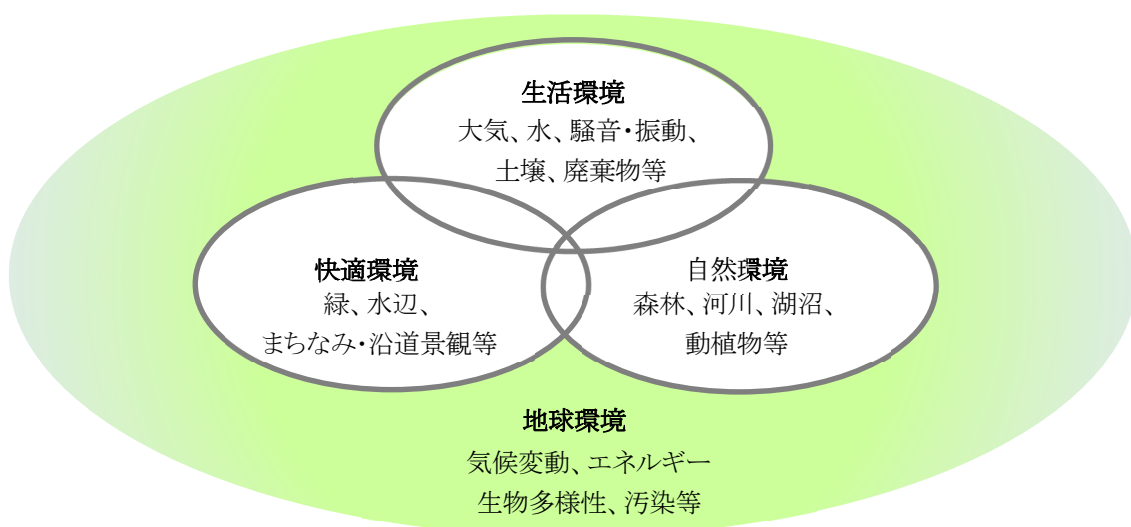 生活環境
大気、水、騒音・振動、
土壌、廃棄物等
快適環境
緑、水辺、
まちなみ・沿道景観等
自然環境
森林、河川、湖沼、
動植物等
地球環境
気候変動、エネルギー
生物多様性、汚染等